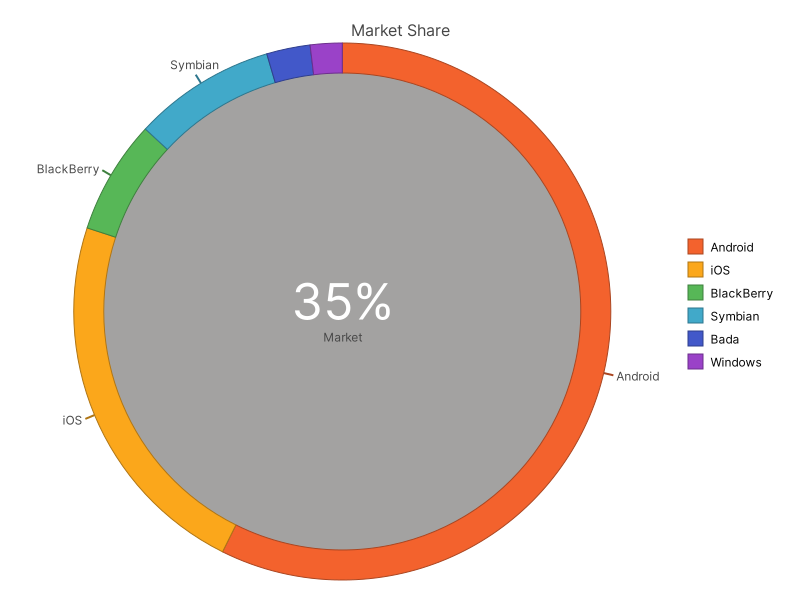 Market Share
Symbian
BlackBerry
35%
Market
iOS
Android
Android
iOS
BlackBerry
Symbian
Bada
Windows